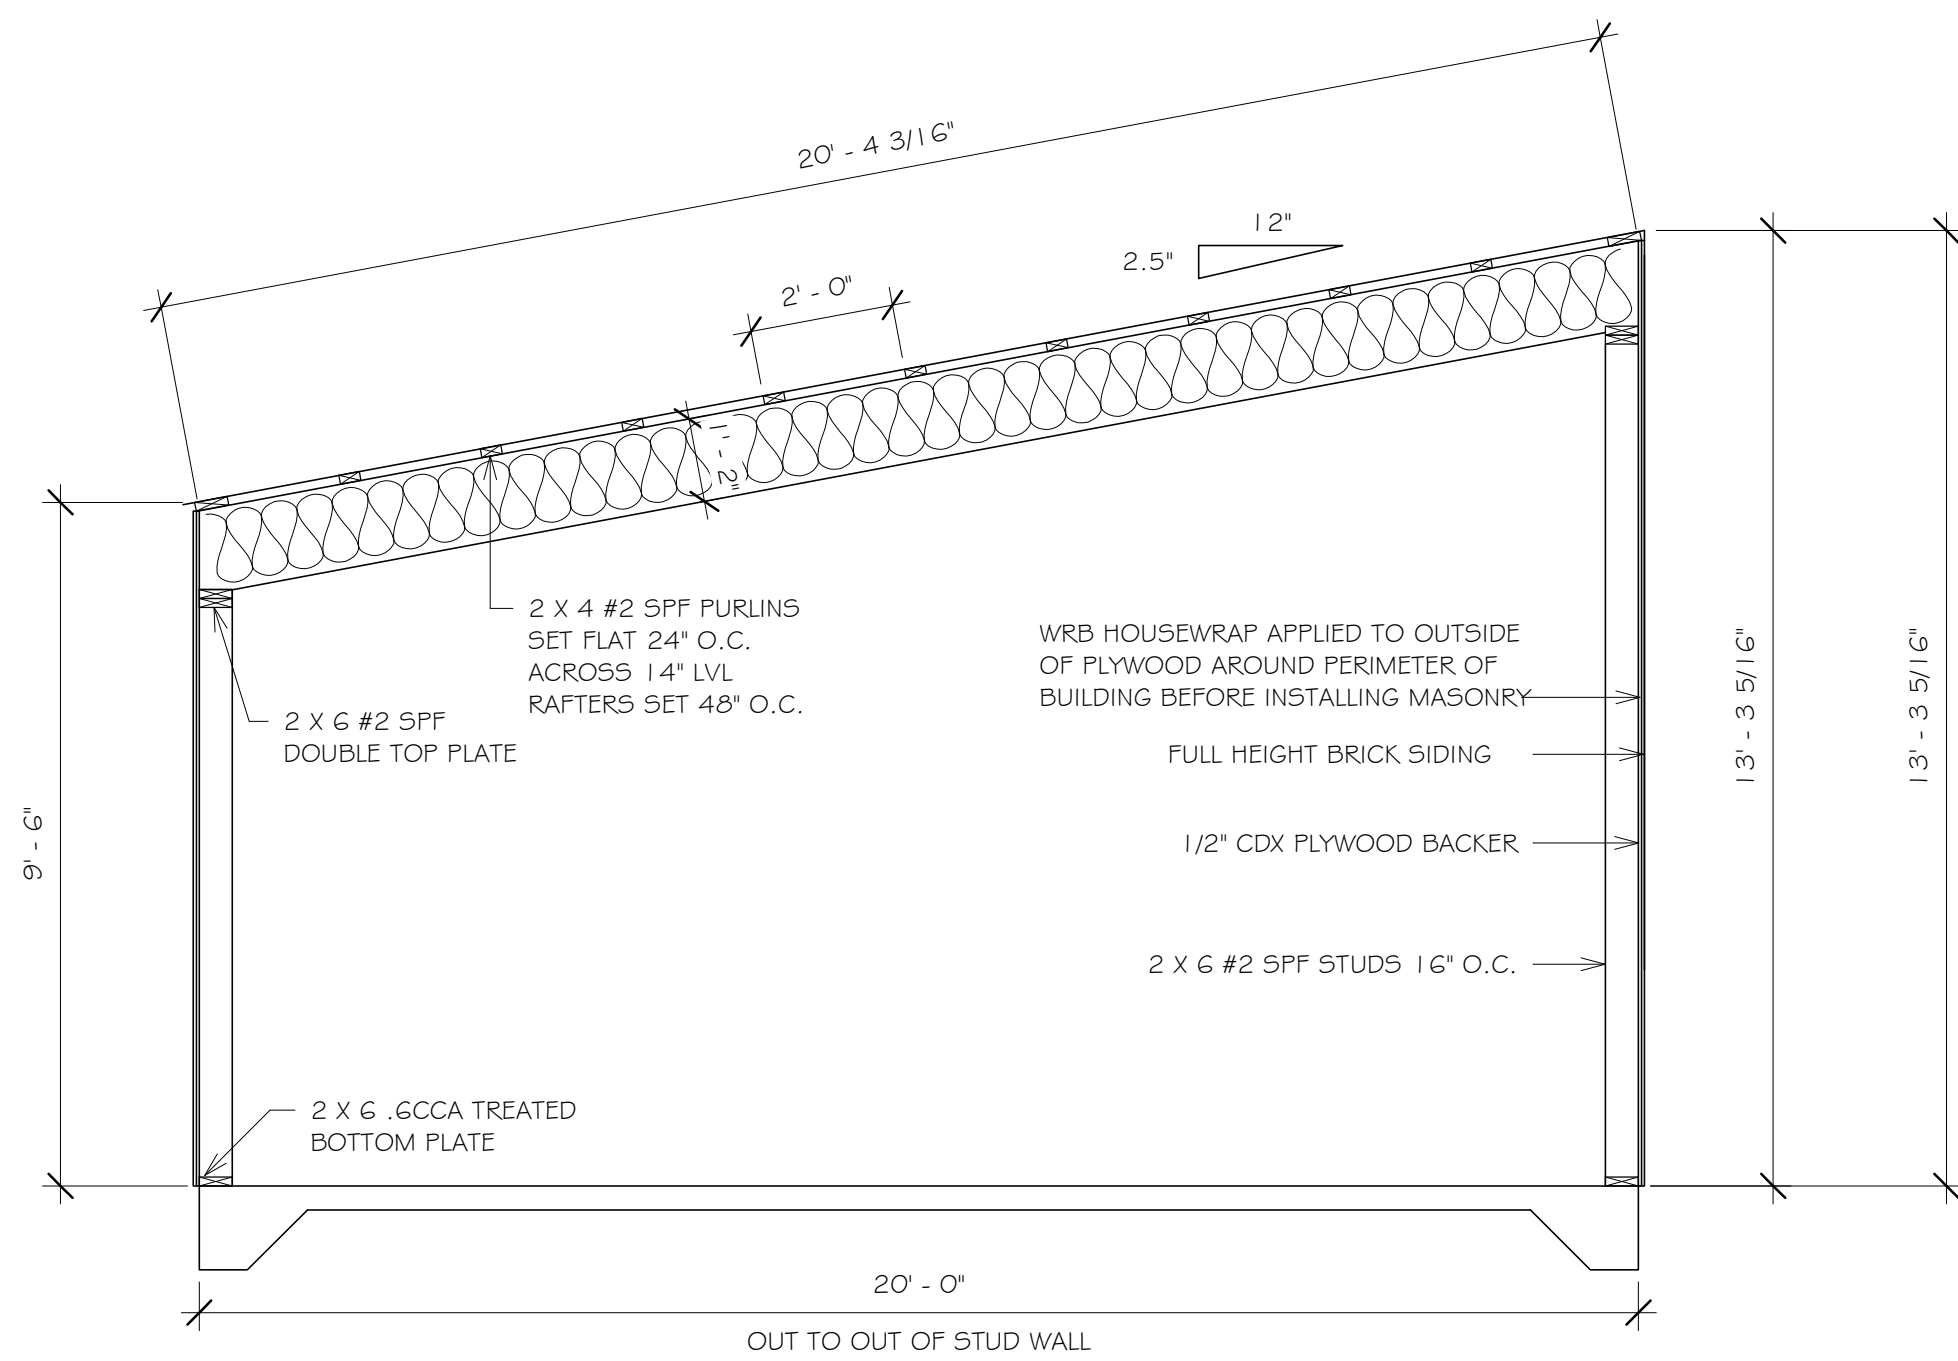 20' - 4 3/16"
12"
2.5"
2' - 0"
1' - 2"
2 X 4 #2 SPF PURLINS
SET FLAT 24" O.C.
ACROSS 14" LVL
RAFTERS SET 48" O.C.
WRB HOUSEWRAP APPLIED TO OUTSIDE
OF PLYWOOD AROUND PERIMETER OF
BUILDING BEFORE INSTALLING MASONRY
2 X 6 #2 SPF
DOUBLE TOP PLATE
FULL HEIGHT BRICK SIDING
13' - 3 5/16"
13' - 3 5/16"
9' - 6"
1/2" CDX PLYWOOD BACKER
2 X 6 #2 SPF STUDS 16" O.C.
2 X 6 .6CCA TREATED
BOTTOM PLATE
20' - 0"
OUT TO OUT OF STUD WALL